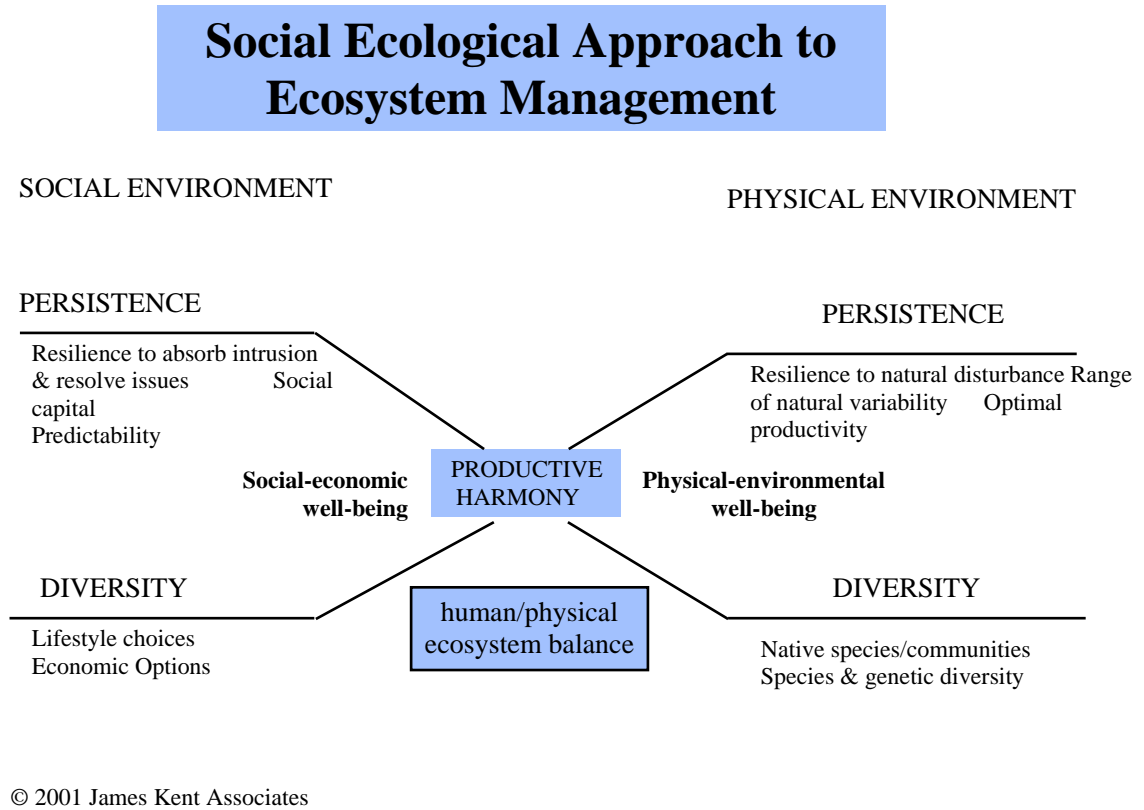 Social Ecological Approach to
Ecosystem Management
SOCIAL ENVIRONMENT
PHYSICAL ENVIRONMENT
PERSISTENCE
Resilience to absorb intrusion
& resolve issues Social
capital
Predictability
PERSISTENCE
Resilience to natural disturbance Range
of natural variability Optimal
productivity
Social-economic
well-being
PRODUCTIVE
HARMONY
Physical-environmental
well-being
DIVERSITY
Lifestyle choices
Economic Options
human/physical
ecosystem balance
DIVERSITY
Native species/communities
Species & genetic diversity
© 2001 James Kent Associates